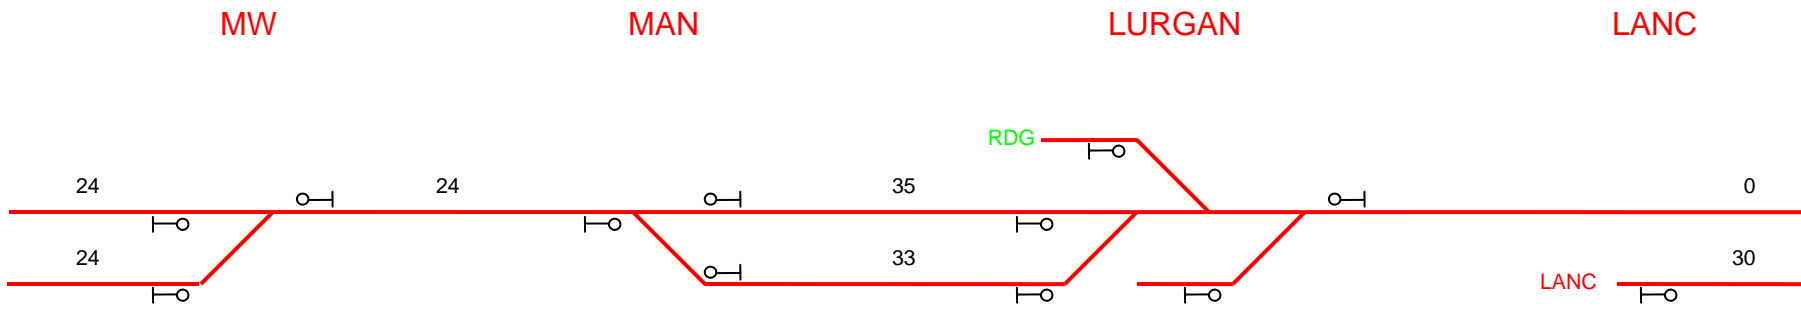 MW MAN LURGAN LANC
RDG
24 24 35 0
24 33 30
LANC